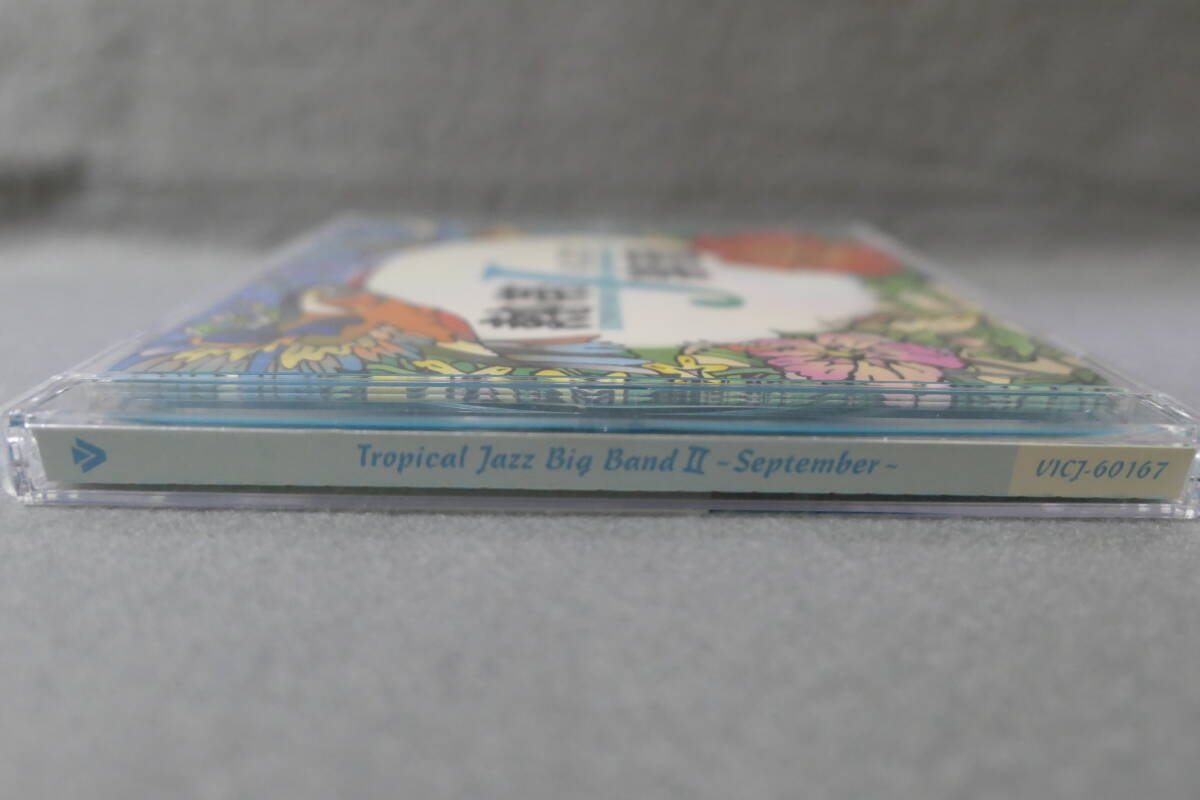 Tropical Jazz Big Band II ~September~
VICJ-60167